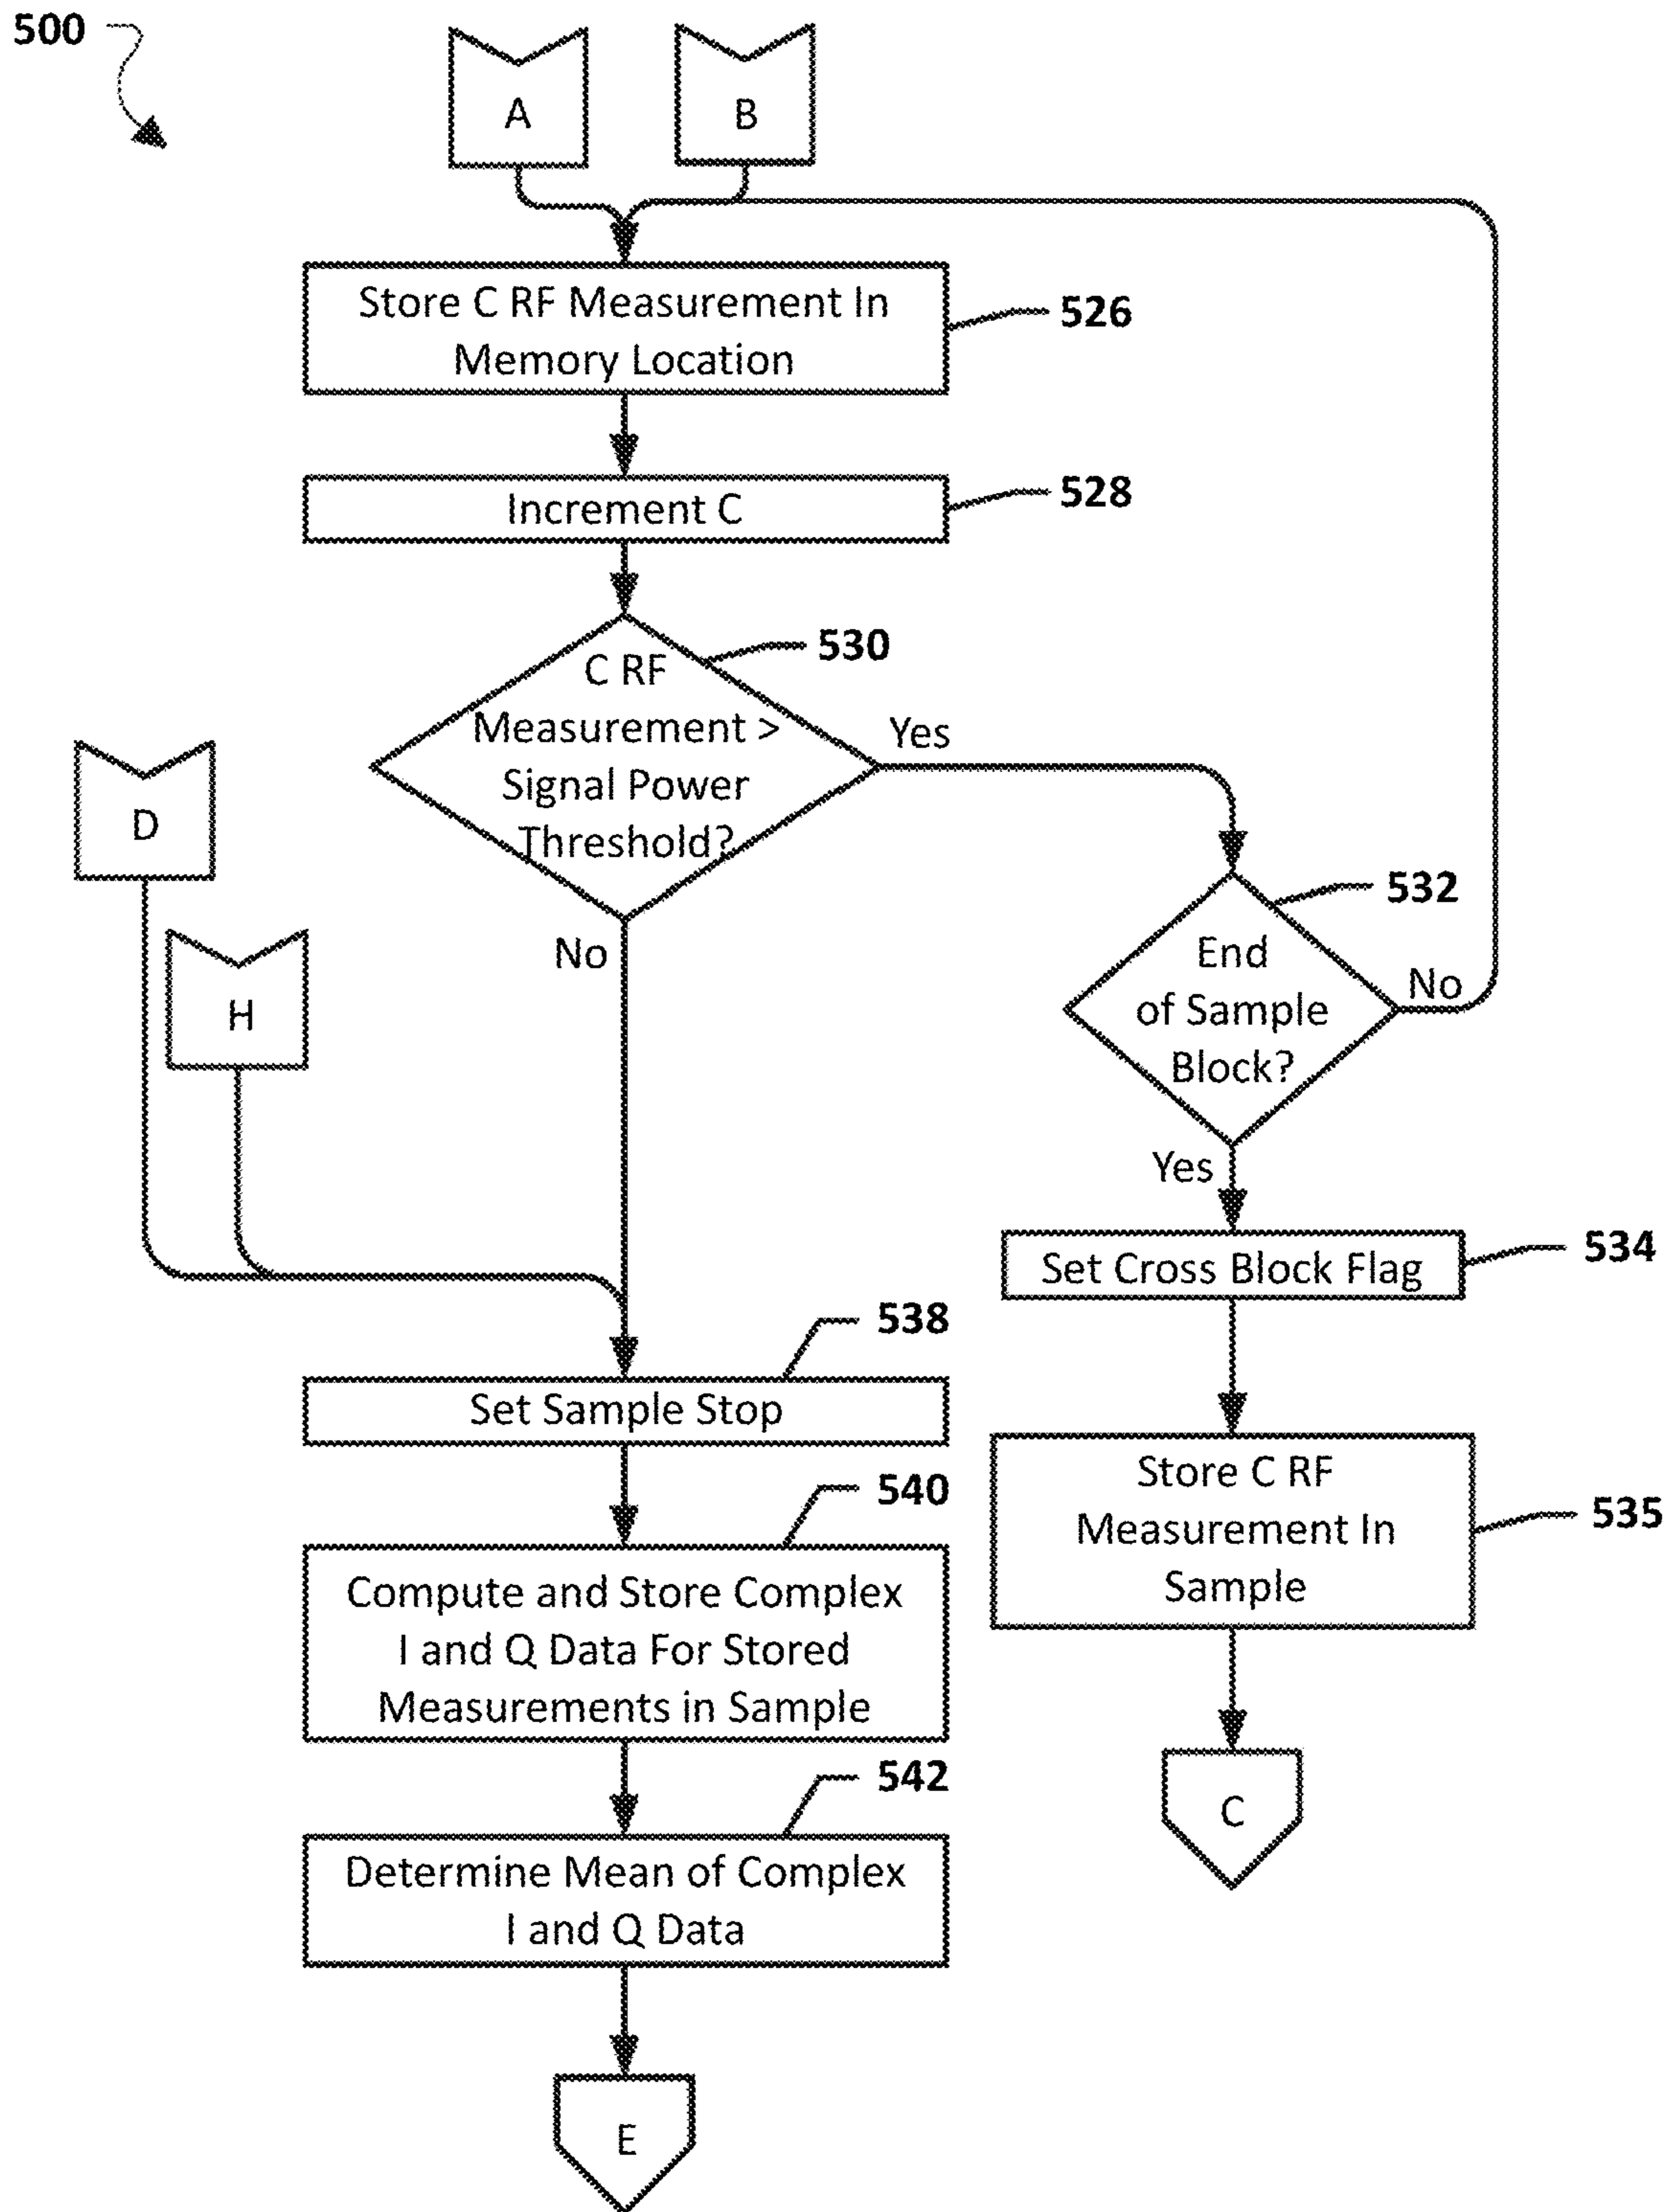 500
A
B
Store C RF Measurement In
Memory Location
526
Increment C
528
530
C RF
Measurement >
Signal Power
Threshold?
Yes
No
D
H
532
End
of Sample
Block?
No
Yes
Set Cross Block Flag
534
538
Set Sample Stop
Store C RF
Measurement In
Sample
535
540
Compute and Store Complex
I and Q Data For Stored
Measurements in Sample
542
Determine Mean of Complex
I and Q Data
C
E